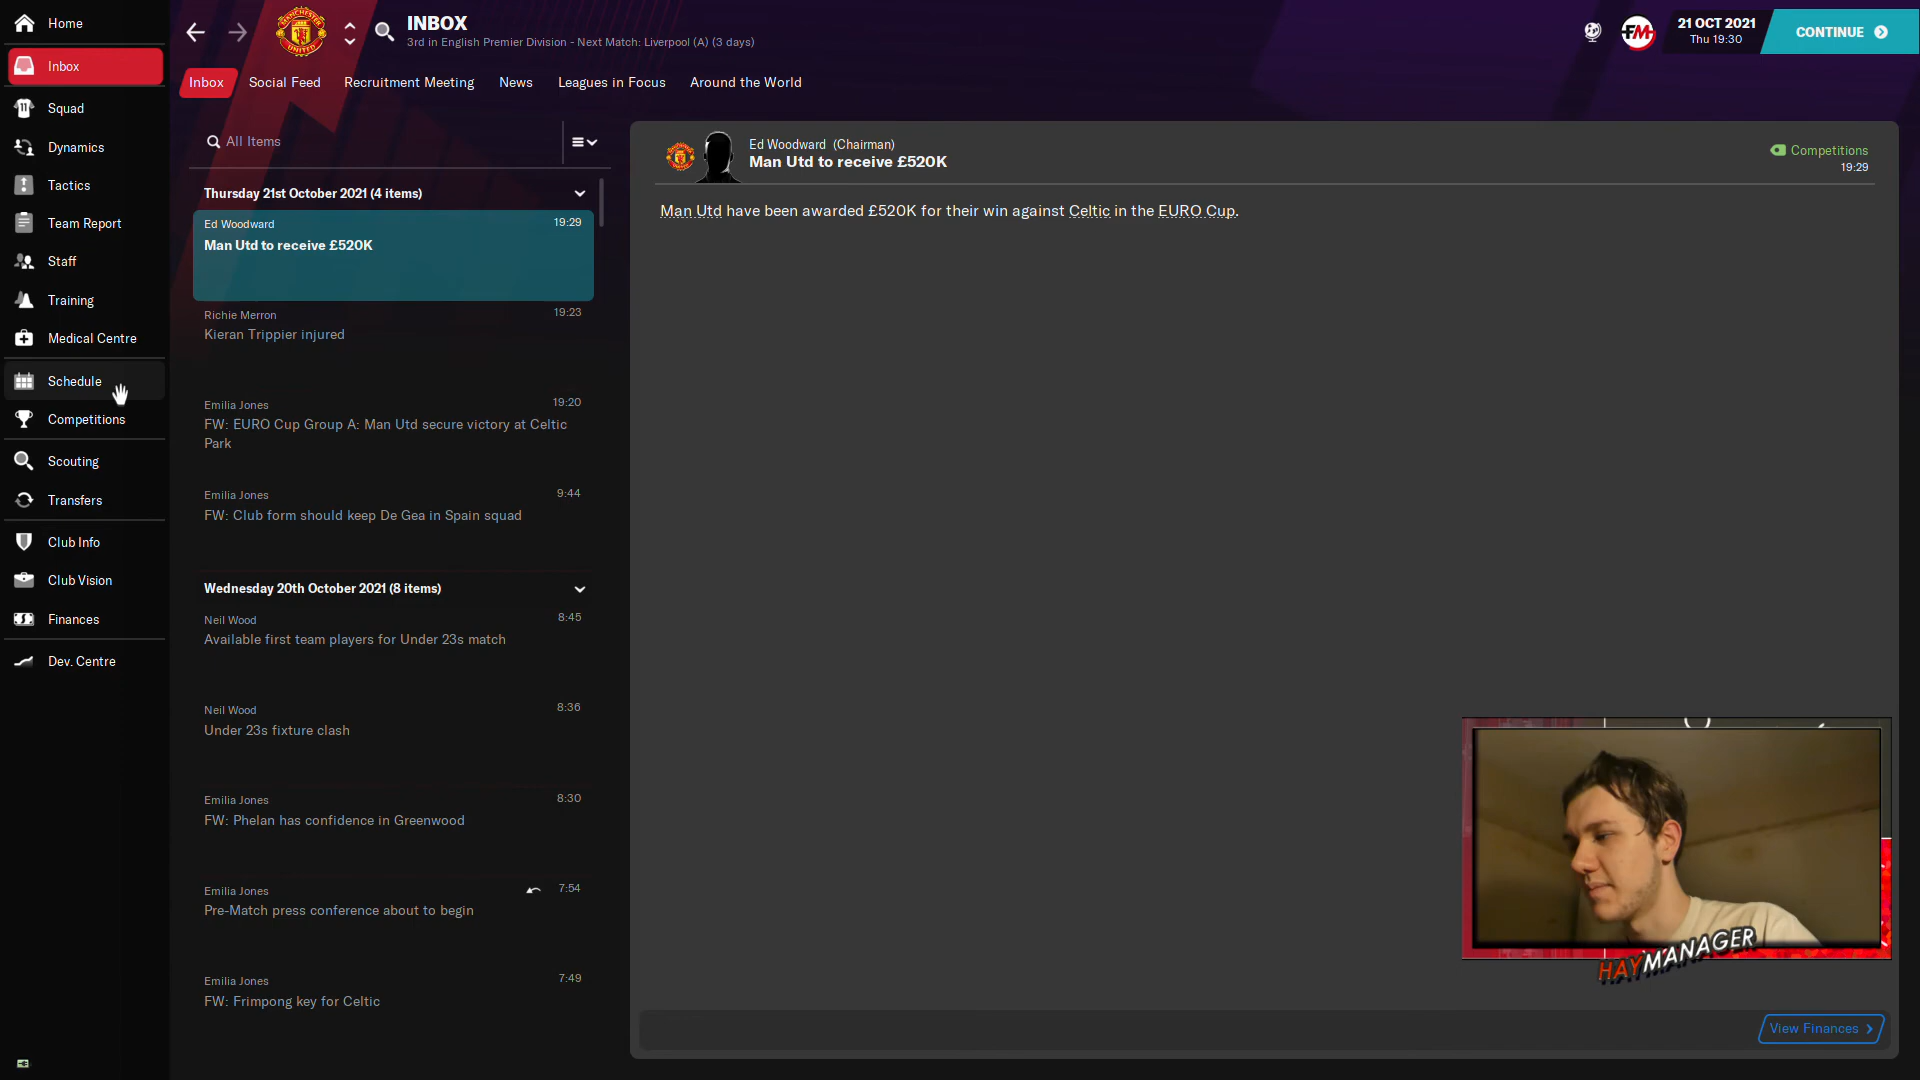 Home
INBOX
3rd in English Premier Division - Next Match: Liverpool (A) (3 days)
21 OCT 2021
Thu 19:30
CONTINUE
FM
Inbox
Inbox
Social Feed
Recruitment Meeting
News
Leagues in Focus
Around the World
Squad
Dynamics
Tactics
Team Report
Staff
Training
Medical Centre
Schedule
Competitions
Scouting
Transfers
Club Info
Club Vision
Finances
Dev. Centre
All Items
Thursday 21st October 2021 (4 items)
Ed Woodward 19:29
Man Utd to receive £520K
Richie Merron 19:23
Kieran Trippier injured
Emilia Jones 19:20
FW: EURO Cup Group A: Man Utd secure victory at Celtic
Park
Emilia Jones 9:44
FW: Club form should keep De Gea in Spain squad
Wednesday 20th October 2021 (8 items)
Neil Wood 8:45
Available first team players for Under 23s match
Neil Wood 8:36
Under 23s fixture clash
Emilia Jones 8:30
FW: Phelan has confidence in Greenwood
Emilia Jones 7:54
Pre-Match press conference about to begin
Emilia Jones 7:49
FW: Frimpong key for Celtic
Ed Woodward (Chairman)
Man Utd to receive £520K
Competitions
19:29
Man Utd have been awarded £520K for their win against Celtic in the EURO Cup.
HAYMANAGER
View Finances